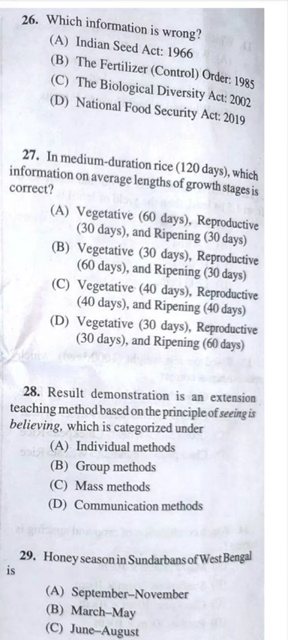 26. Which information is wrong?
(A) Indian Seed Act: 1966
(B) The Fertilizer (Control) Order: 1985
(C) The Biological Diversity Act: 2002
(D) National Food Security Act: 2019
27. In medium-duration rice (120 days), which
information on average lengths of growth stages is
correct?
(A) Vegetative (60 days), Reproductive
(30 days), and Ripening (30 days)
(B) Vegetative (30 days), Reproductive
(60 days), and Ripening (30 days)
(C) Vegetative (40 days), Reproductive
(40 days), and Ripening (40 days)
(D) Vegetative (30 days), Reproductive
(30 days), and Ripening (60 days)
28. Result demonstration is an extension
teaching method based on the principle of seeing is
believing, which is categorized under
(A) Individual methods
(B) Group methods
(C) Mass methods
(D) Communication methods
29. Honey season in Sundarbans of West Bengal
is
(A) September–November
(B) March–May
(C) June–August